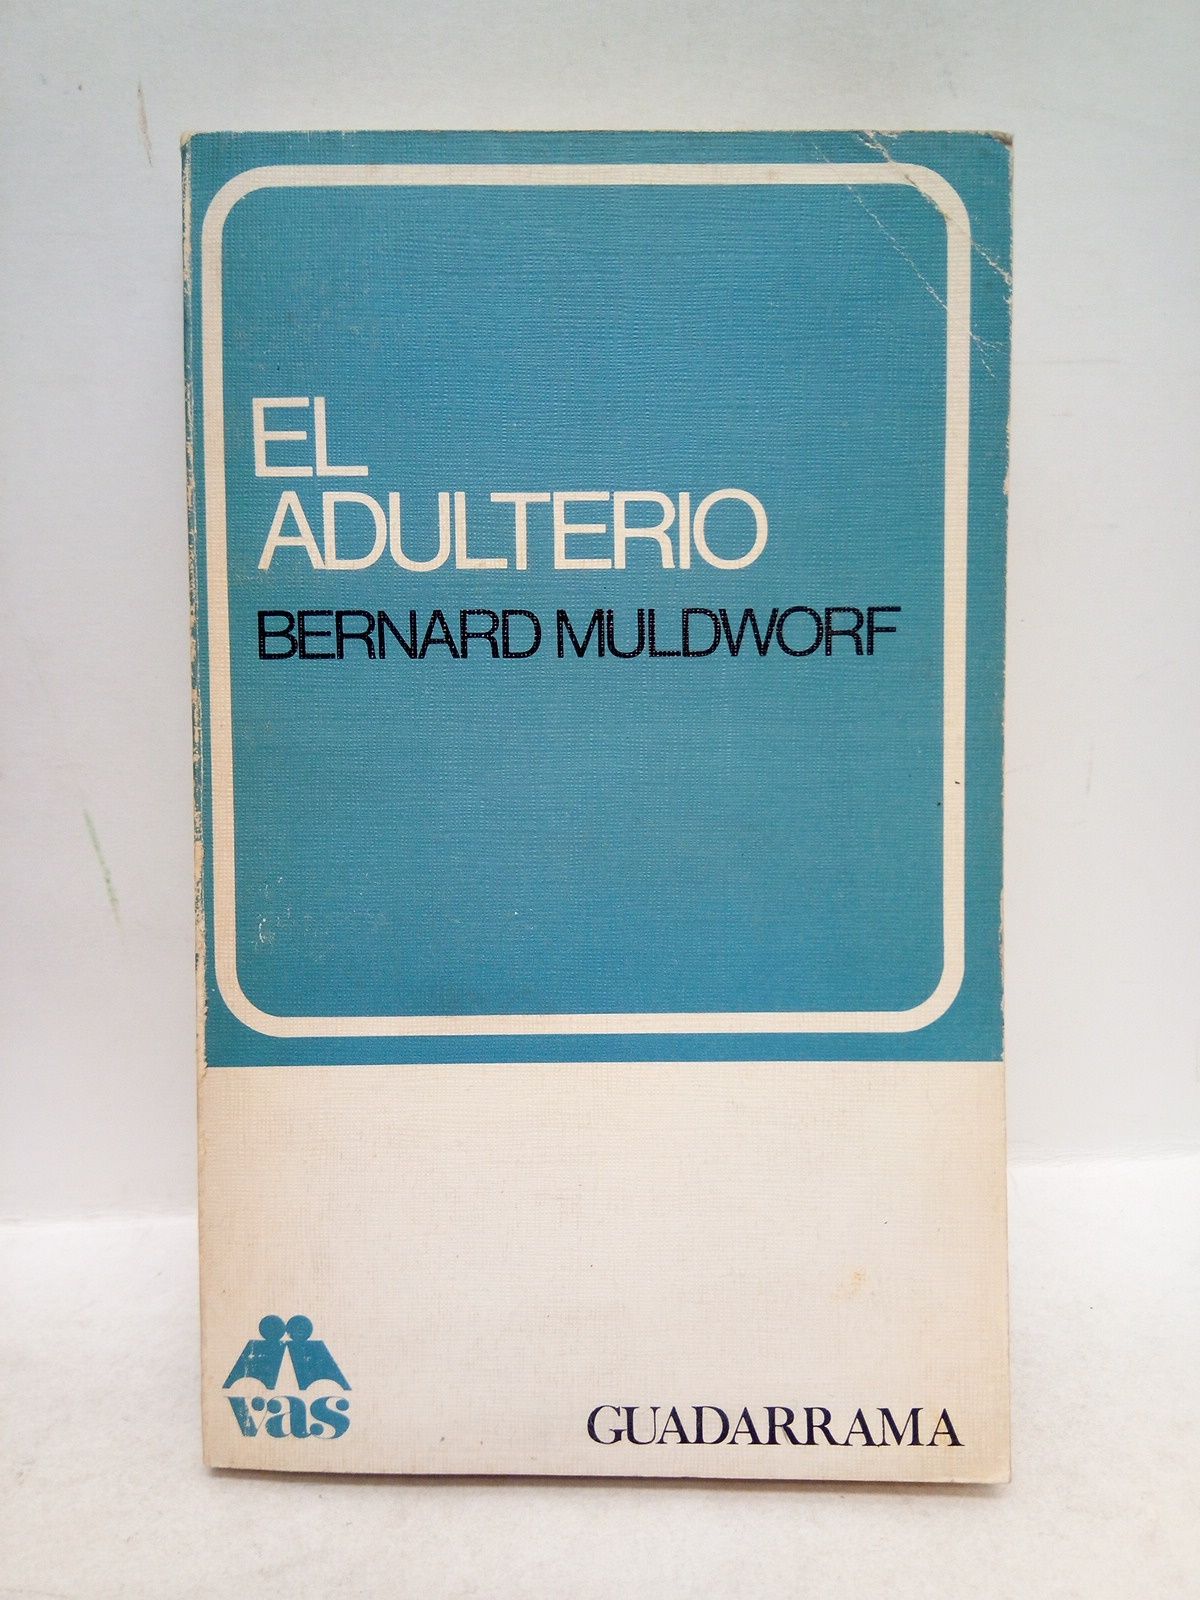 EL
ADULTERIO
BERNARD MULDWORF
vas
GUADARRAMA